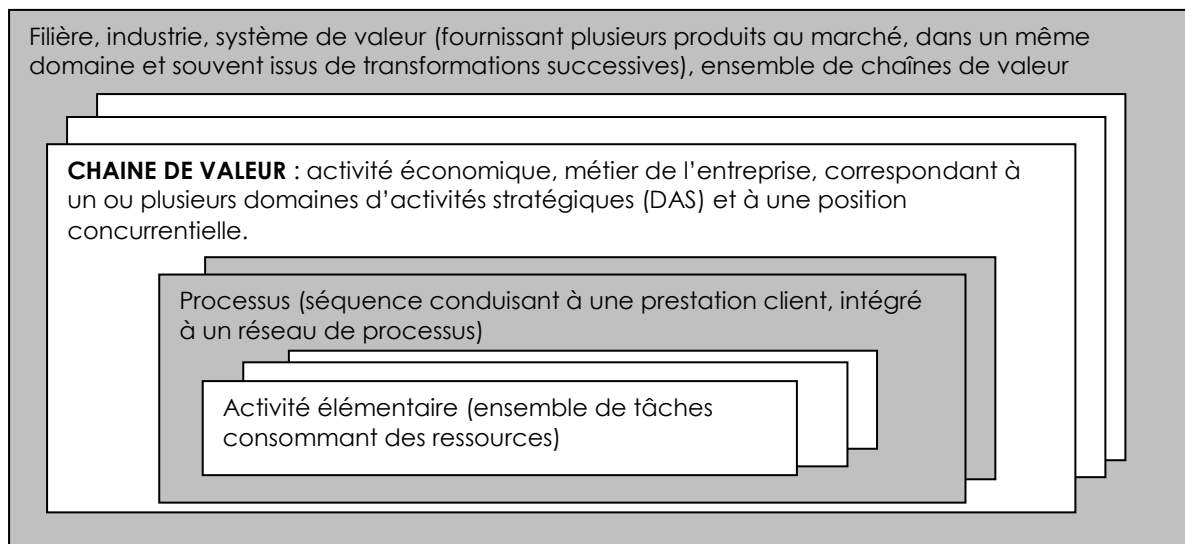 Filière, industrie, système de valeur (fournissant plusieurs produits au marché, dans un même
domaine et souvent issus de transformations successives), ensemble de chaînes de valeur
CHAINE DE VALEUR : activité économique, métier de l’entreprise, correspondant à
un ou plusieurs domaines d’activités stratégiques (DAS) et à une position
concurrentielle.
Processus (séquence conduisant à une prestation client, intégré
à un réseau de processus)
Activité élémentaire (ensemble de tâches
consommant des ressources)